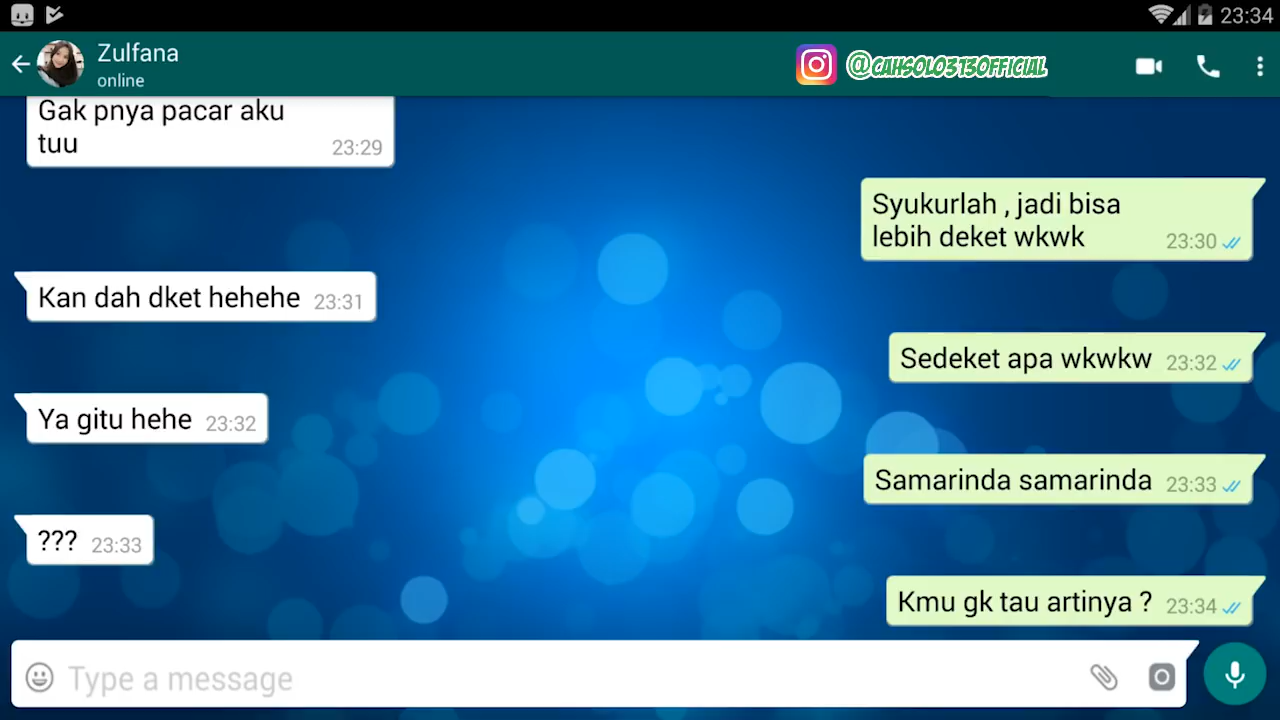 23:34
Zulfana
online
@CAHSOLO313OFFICIAL
Gak pnya pacar aku
tuu 23:29
Syukurlah , jadi bisa
lebih deket wkwk 23:30
Kan dah dket hehehe 23:31
Sedeket apa wkwkw 23:32
Ya gitu hehe 23:32
Samarinda samarinda 23:33
??? 23:33
Kmu gk tau artinya ? 23:34
Type a message